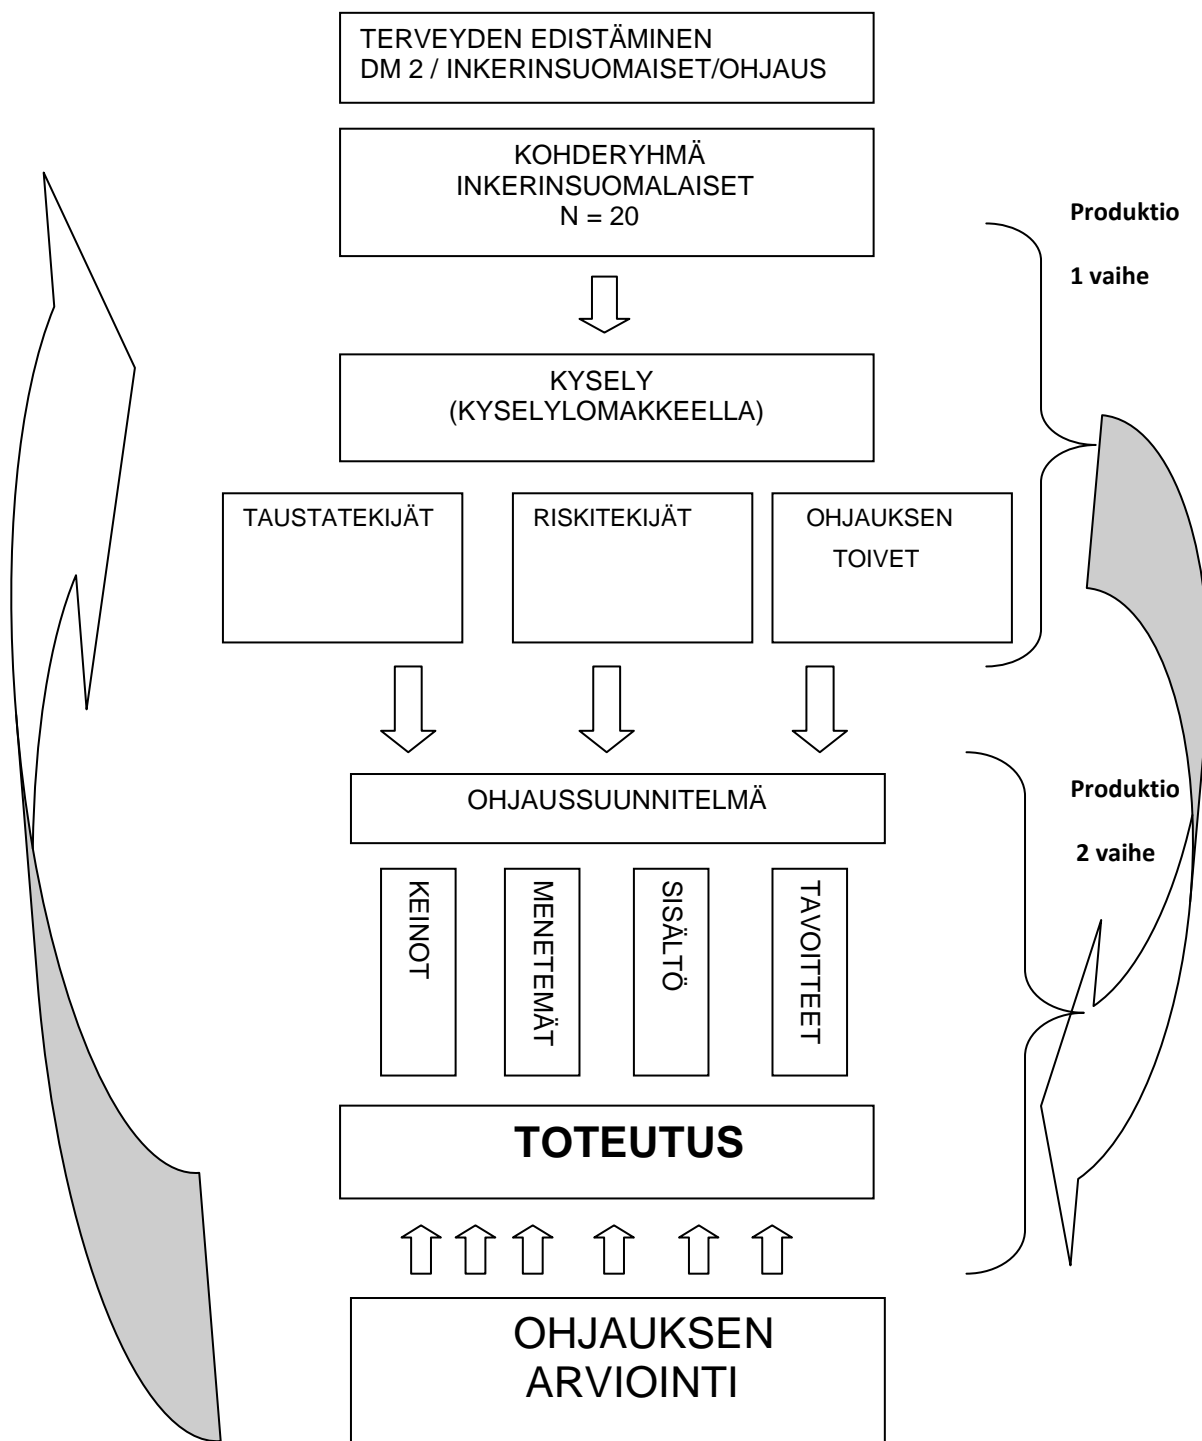 TERVEYDEN EDISTÄMINEN
DM 2 / INKERINSUOMAISET/OHJAUS
KOHDERYHMÄ
INKERINSUOMALAISET
N = 20
Produktio
1 vaihe
KYSELY
(KYSELYLOMAKKEELLA)
TAUSTATEKIJÄT
RISKITEKIJÄT
OHJAUKSEN
TOIVET
OHJAUSSUUNNITELMÄ
Produktio
2 vaihe
KEINOT
MENETEMÄT
SISÄLTÖ
TAVOITTEET
TOTEUTUS
OHJAUKSEN
ARVIOINTI